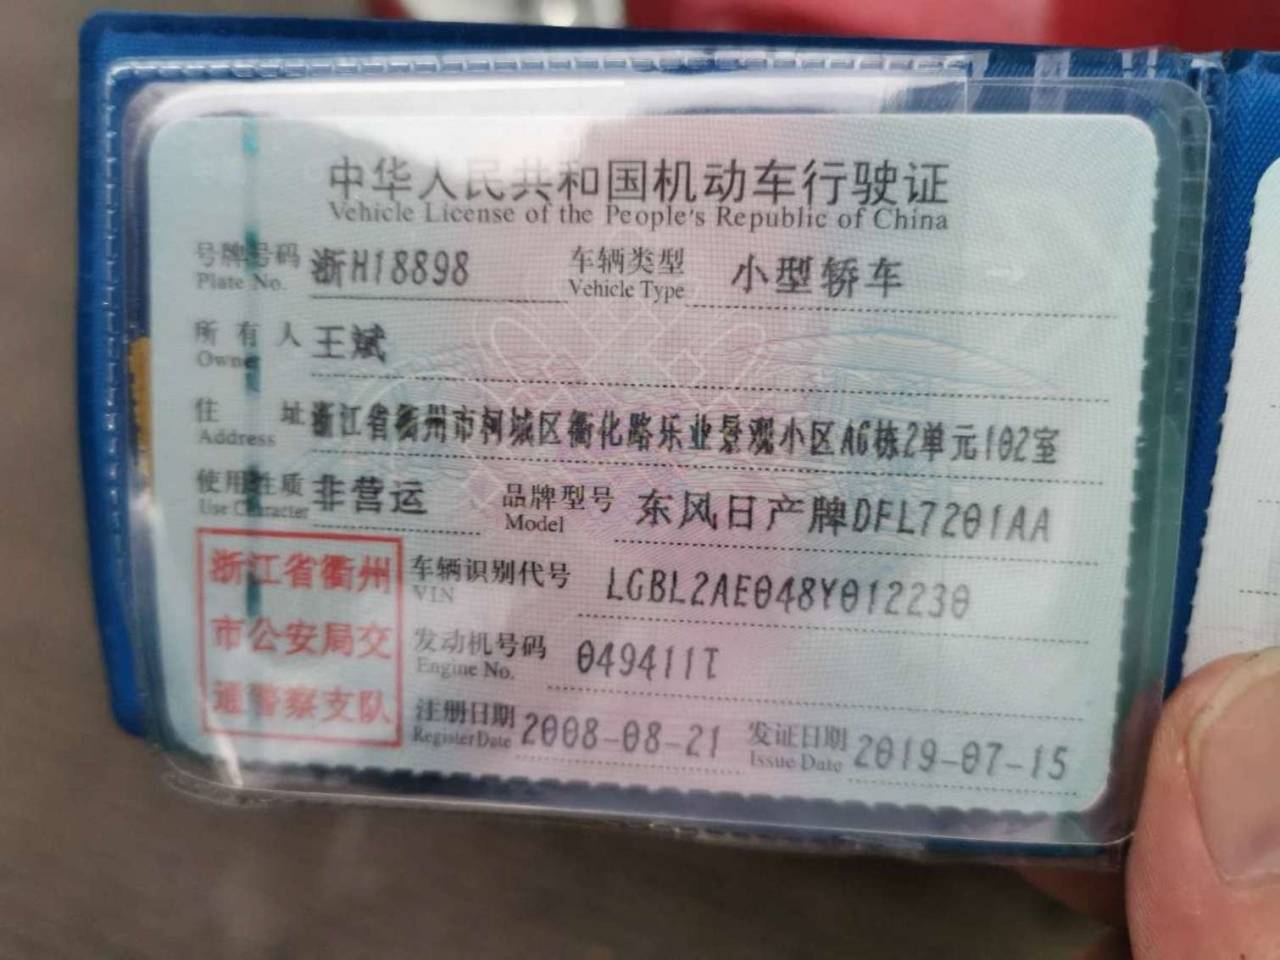 中华人民共和国机动车行驶证
Vehicle License of the People's Republic of China
号牌号码 浙H18898 车辆类型 小型轿车
Plate No. Vehicle Type
所有人 王斌
Owner
住址 浙江省衢州市柯城区衢化路乐业景观小区A6栋2单元102室
Address
使用性质 非营运 品牌型号 东风日产牌DFL7201AA
Use Character Model
浙江省衢州
市公安局交
通警察支队
车辆识别代号 LGBL2AE048Y012230
VIN
发动机号码 049411T
Engine No.
注册日期 2008-08-21 发证日期 2019-07-15
Register Date Issue Date